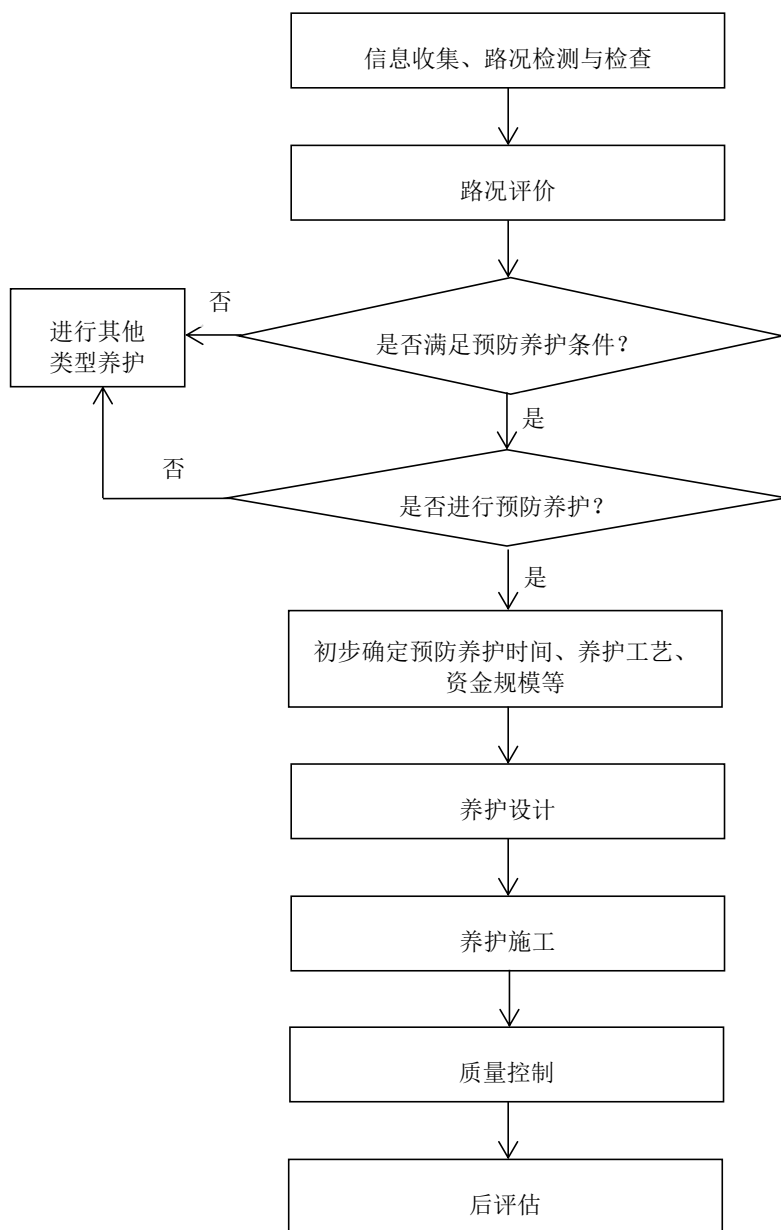 信息收集、路况检测与检查
路况评价
否
进行其他
类型养护
是否满足预防养护条件？
是
否
是否进行预防养护？
是
初步确定预防养护时间、养护工艺、
资金规模等
养护设计
养护施工
质量控制
后评估